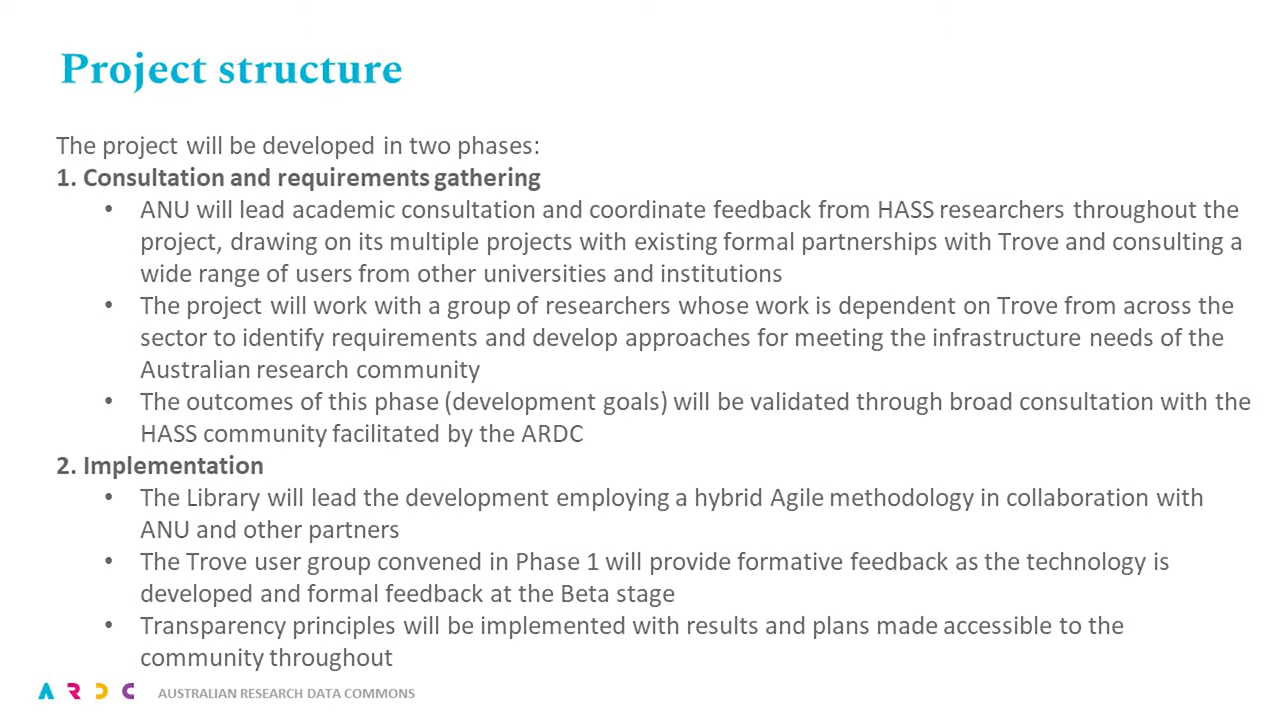 Project structure
The project will be developed in two phases:
1. Consultation and requirements gathering
• ANU will lead academic consultation and coordinate feedback from HASS researchers throughout the
project, drawing on its multiple projects with existing formal partnerships with Trove and consulting a
wide range of users from other universities and institutions
• The project will work with a group of researchers whose work is dependent on Trove from across the
sector to identify requirements and develop approaches for meeting the infrastructure needs of the
Australian research community
• The outcomes of this phase (development goals) will be validated through broad consultation with the
HASS community facilitated by the ARDC
2. Implementation
• The Library will lead the development employing a hybrid Agile methodology in collaboration with
ANU and other partners
• The Trove user group convened in Phase 1 will provide formative feedback as the technology is
developed and formal feedback at the Beta stage
• Transparency principles will be implemented with results and plans made accessible to the
community throughout
ARDC AUSTRALIAN RESEARCH DATA COMMONS